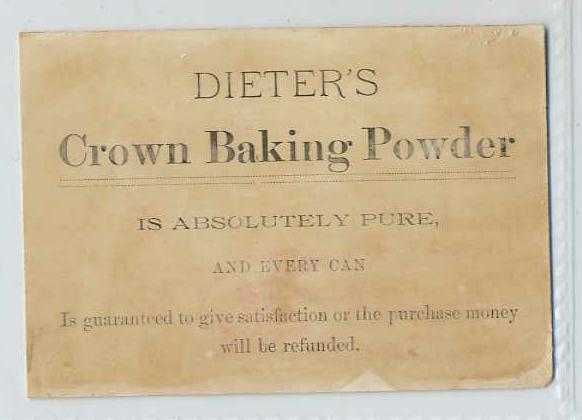 DIETER'S
Crown Baking Powder
IS ABSOLUTELY PURE,
AND EVERY CAN
Is guaranteed to give satisfaction or the purchase money
will be refunded.